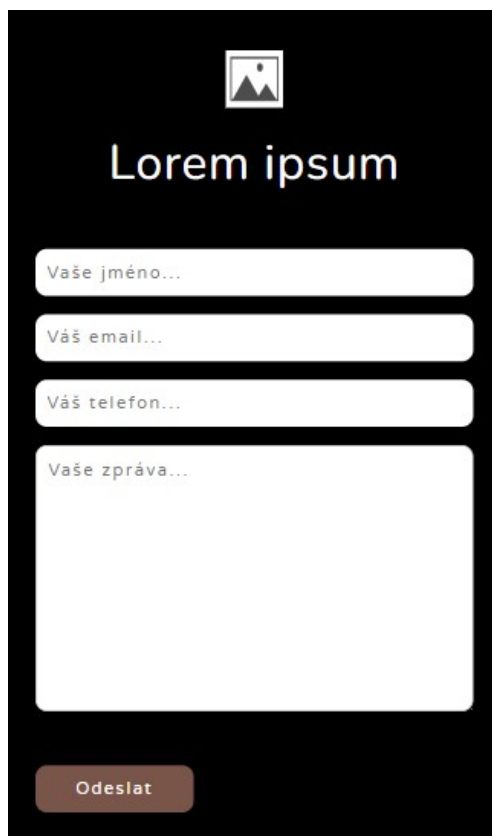 Lorem ipsum
Vaše jméno...
Váš email...
Váš telefon...
Vaše zpráva...
Odeslat